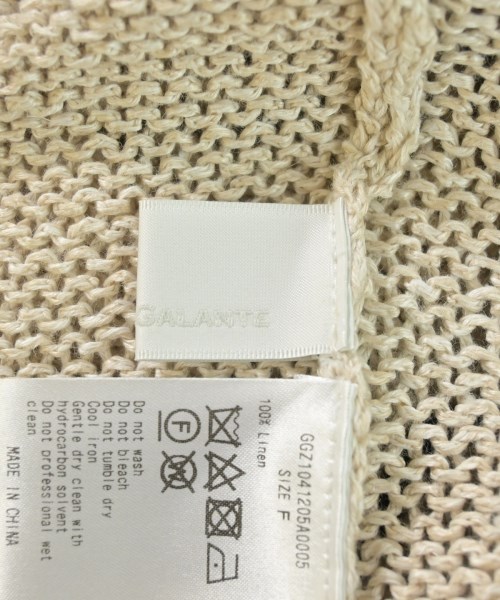 GALAXITE
GGZ1041205A0005
SIZE F
100% Linen
F
W
Do not wash
Do not bleach
Do not tumble dry
Cool iron
Gentle dry clean with
hydrocarbon solvent
Do not professional wet
clean
MADE IN CHINA